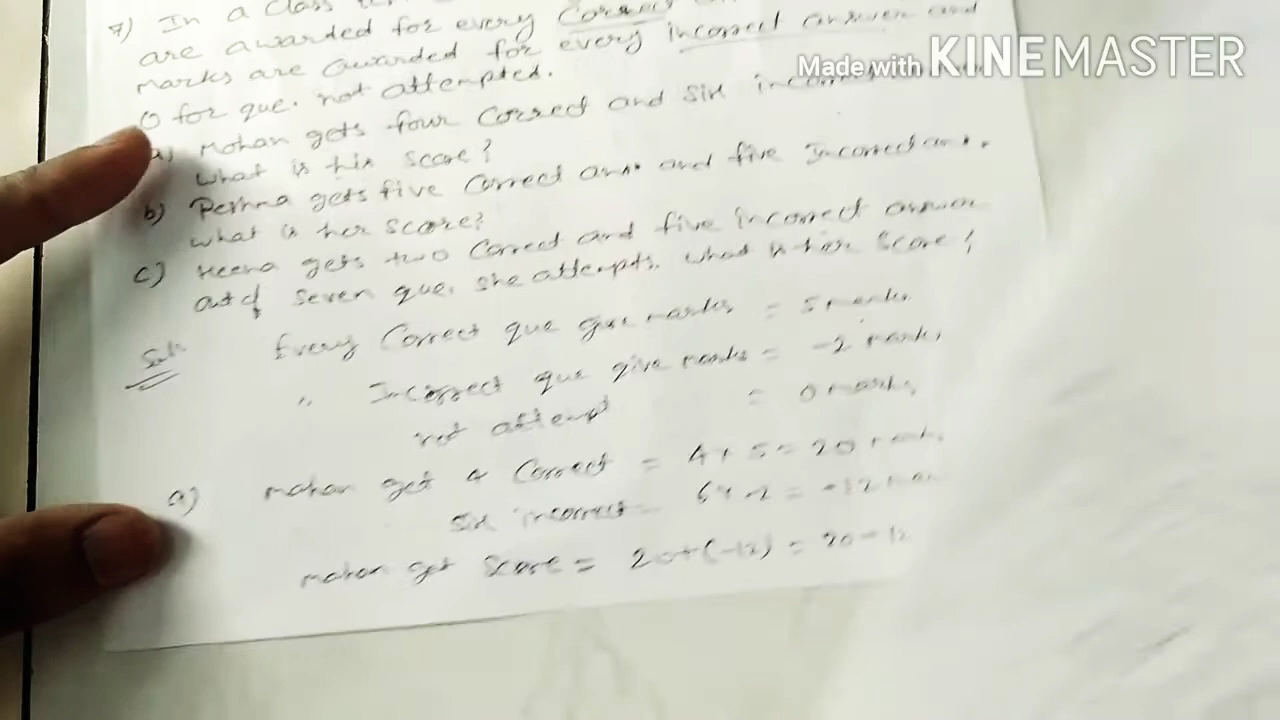 7) In a class
are awarded for every Correct
marks are awarded for every incorrect answer and
Made with KINEMASTER
0 for que. not attempted.
a) Mohan gets four Correct and six
What is his Score?
b) Reshma gets five Correct ans. and five Incorrect ans.
What is her Score?
c) Heena gets two Correct and five incorrect answer
out of seven que. she attempts. What is her Score?
Sol.
Every Correct que give marks = 5 marks
" Incorrect que give marks = -2 marks
not attempt = 0 marks
a) Mohan get 4 Correct = 4 × 5 = 20 mark
six incorrect = 6 × -2 = -12 mar
Mohan get Score = 20 + (-12) = 20 - 12